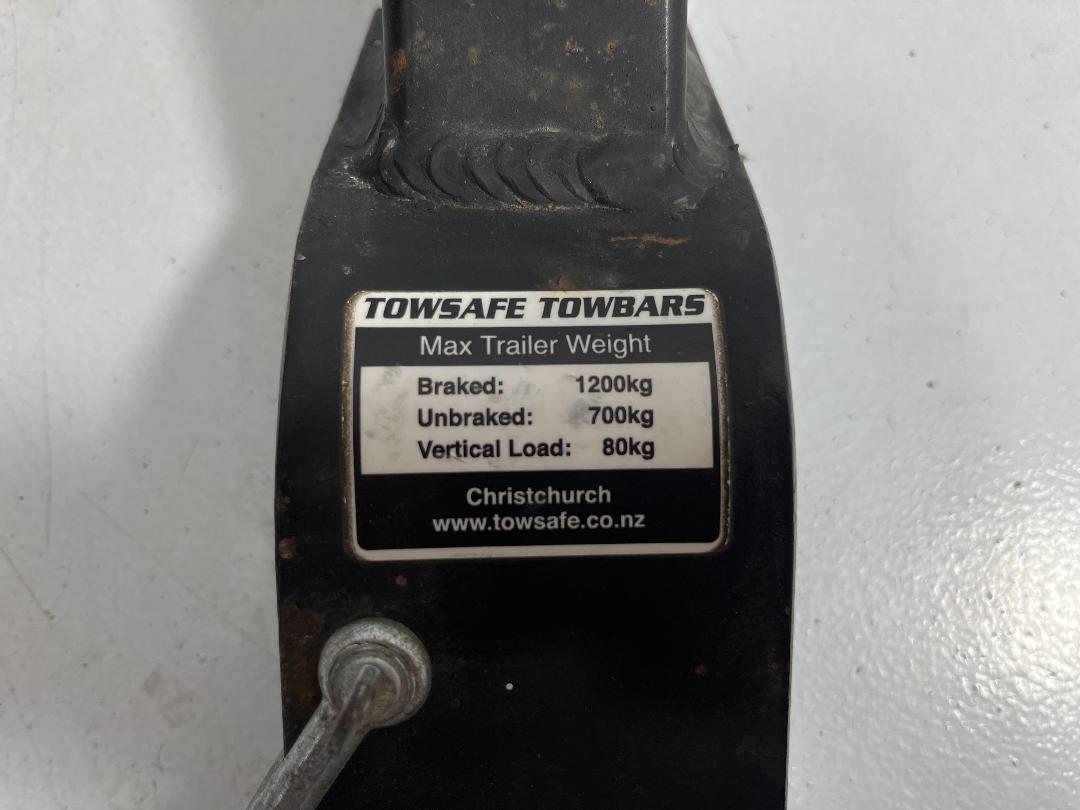 TOWSAFE TOWBARS
Max Trailer Weight
Braked: 1200kg
Unbraked: 700kg
Vertical Load: 80kg
Christchurch
www.towsafe.co.nz